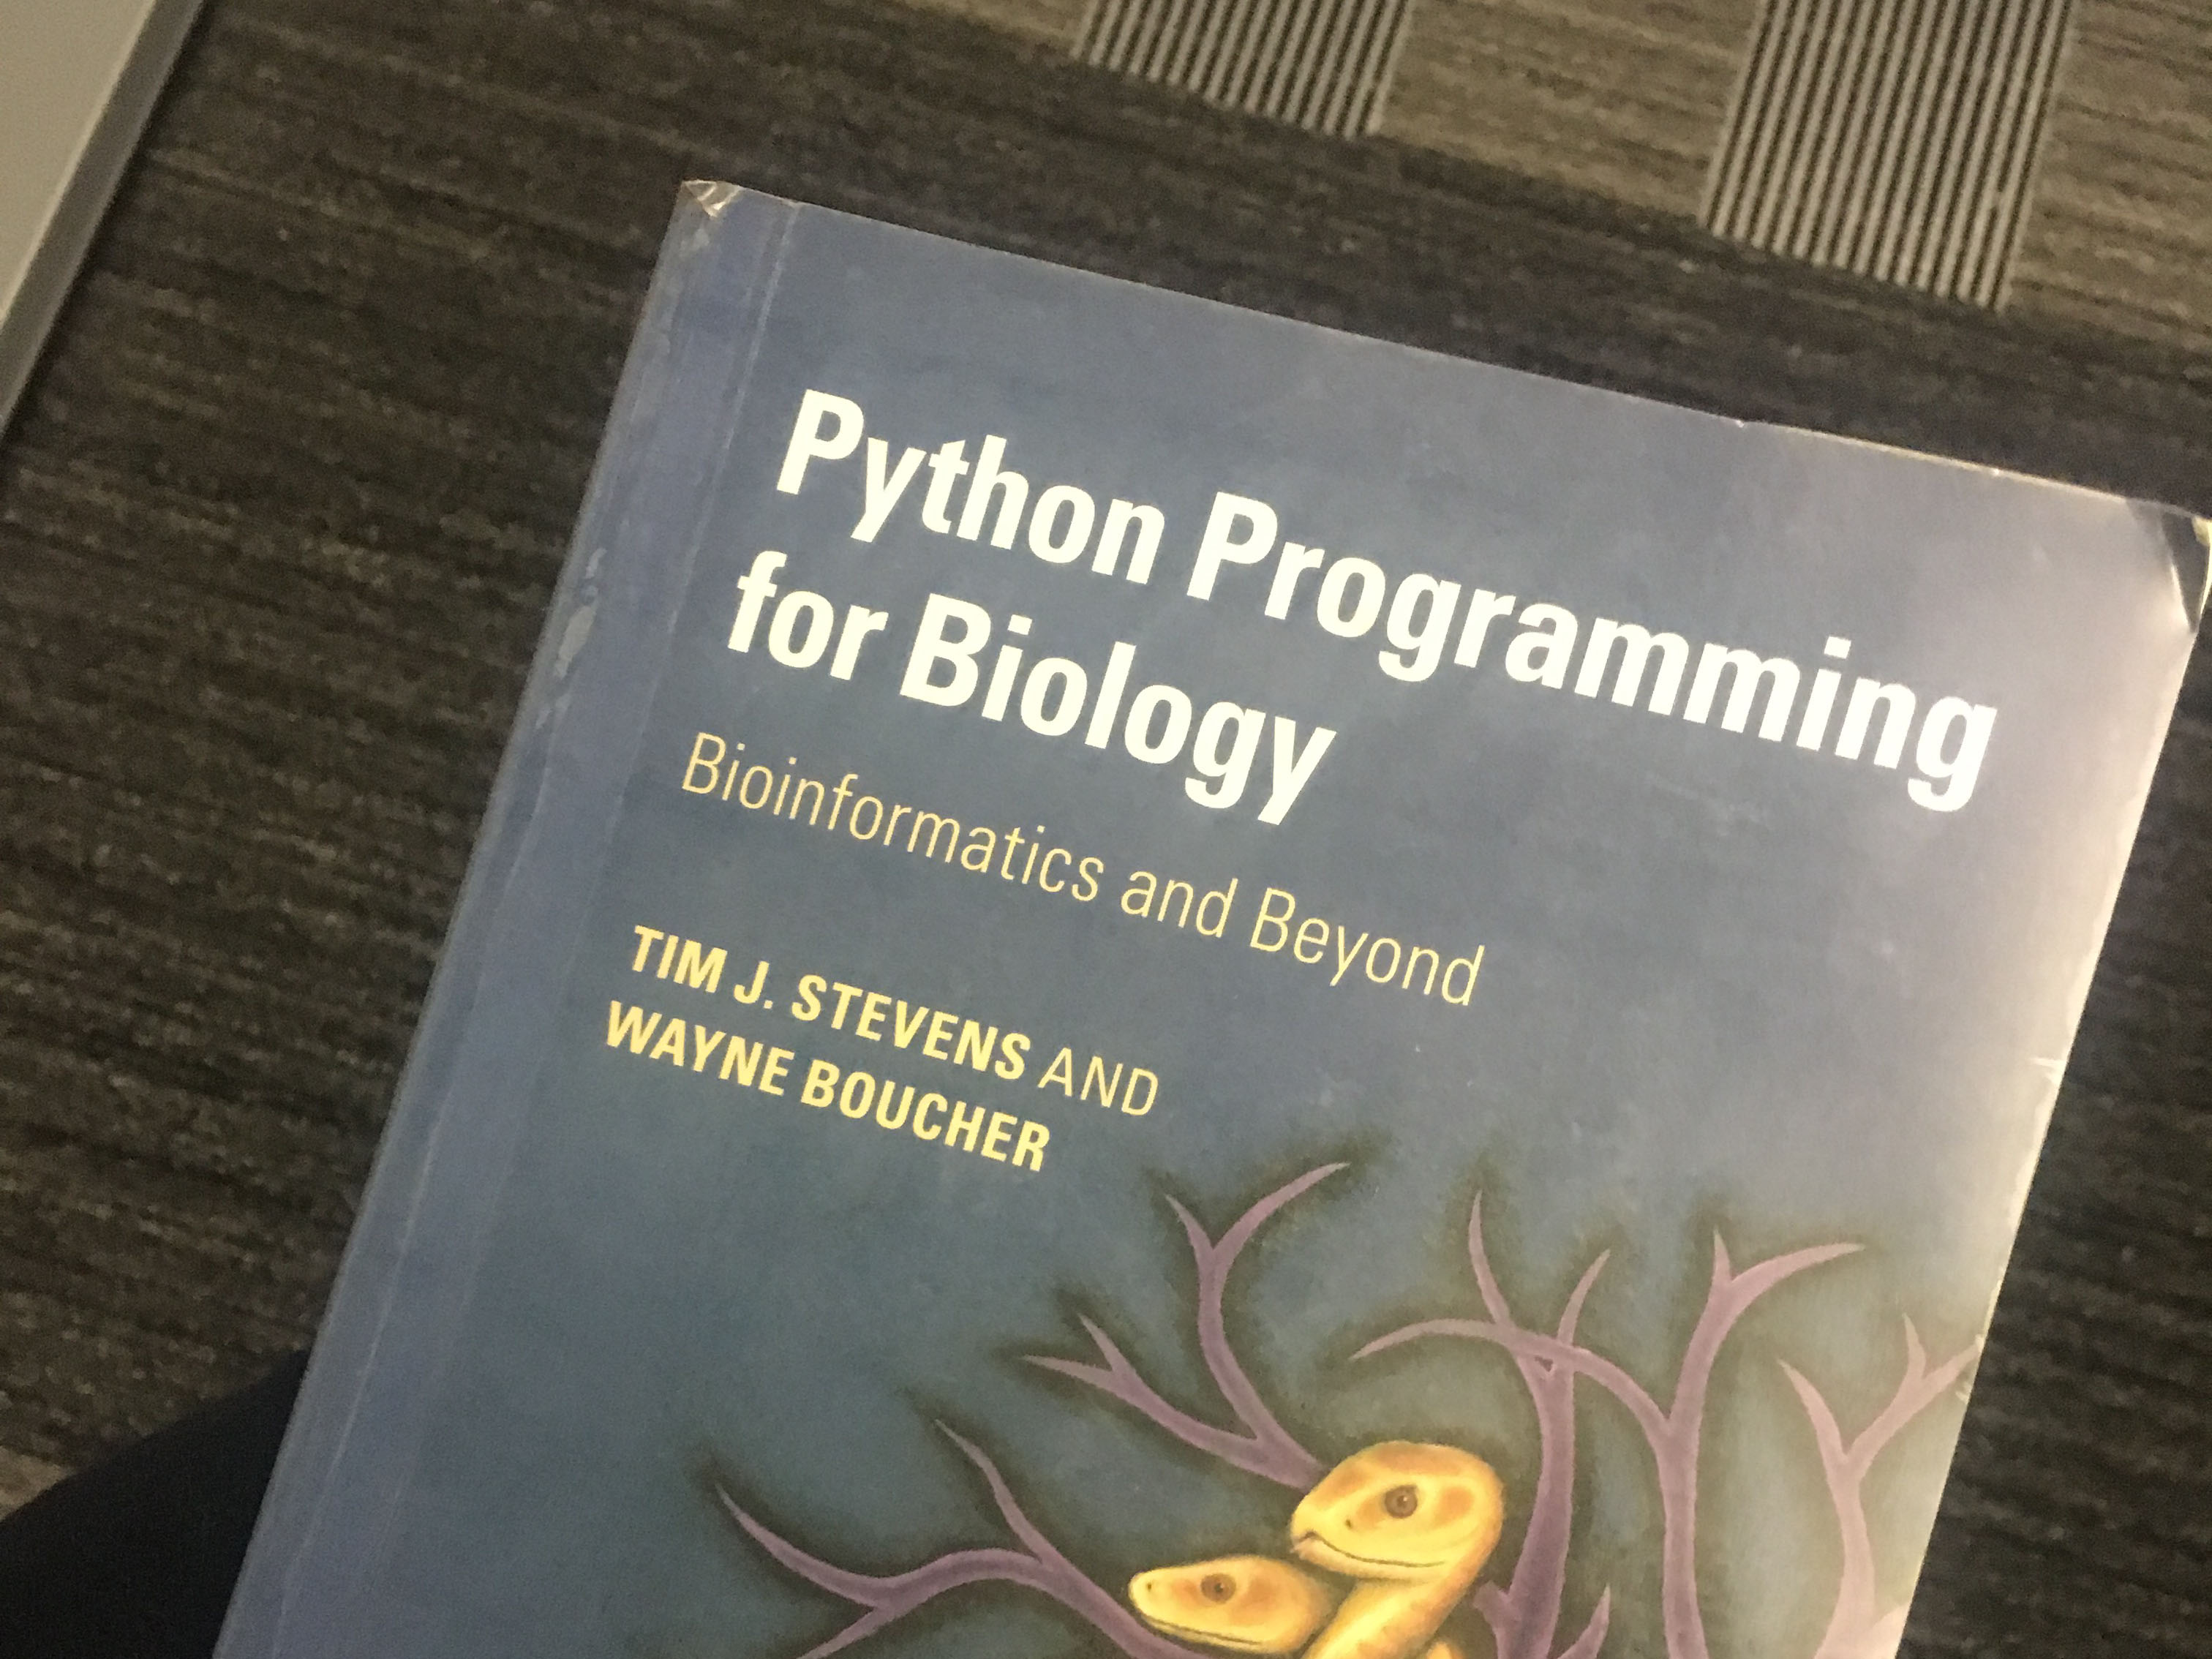 Python Programming
for Biology
Bioinformatics and Beyond
TIM J. STEVENS AND
WAYNE BOUCHER